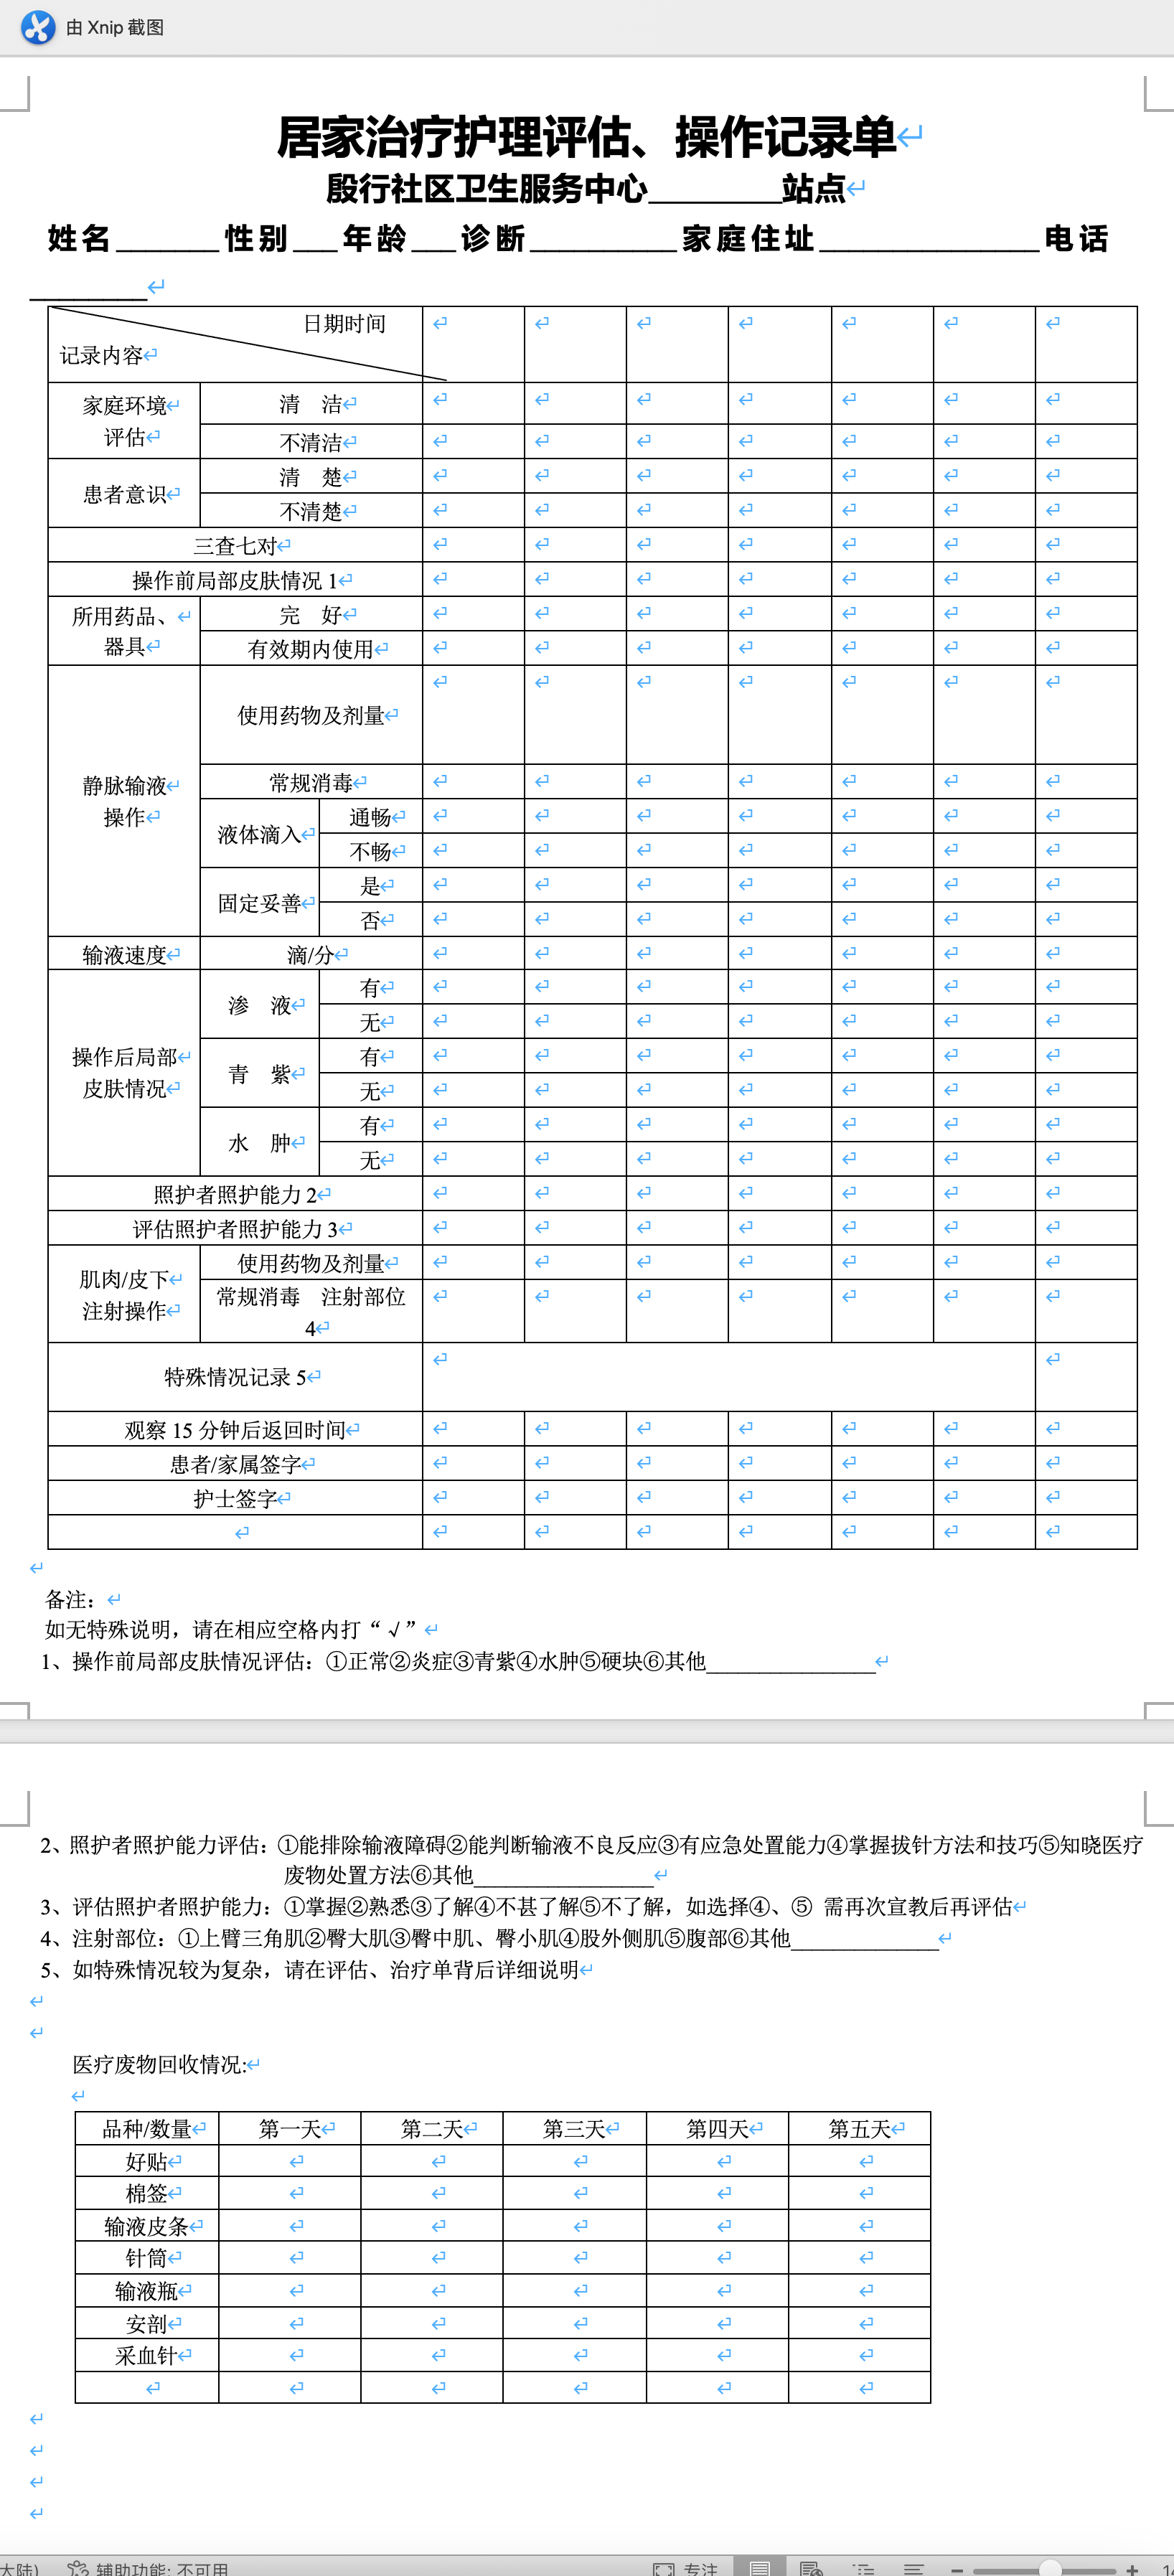 由 Xnip 截图
居家治疗护理评估、操作记录单
殷行社区卫生服务中心_________站点
姓名_______性别___年龄___诊断__________家庭住址_______________电话
________
日期时间
记录内容
家庭环境
评估
清 洁
不清洁
患者意识
清 楚
不清楚
三查七对
操作前局部皮肤情况 1
所用药品、
器具
完 好
有效期内使用
静脉输液
操作
使用药物及剂量
常规消毒
液体滴入
通畅
不畅
固定妥善
是
否
输液速度
滴/分
操作后局部
皮肤情况
渗 液
有
无
青 紫
有
无
水 肿
有
无
照护者照护能力 2
评估照护者照护能力 3
肌肉/皮下
注射操作
使用药物及剂量
常规消毒 注射部位
4
特殊情况记录 5
观察 15 分钟后返回时间
患者/家属签字
护士签字
备注：
如无特殊说明，请在相应空格内打“ √ ”
1、操作前局部皮肤情况评估：①正常②炎症③青紫④水肿⑤硬块⑥其他________________
2、照护者照护能力评估：①能排除输液障碍②能判断输液不良反应③有应急处置能力④掌握拔针方法和技巧⑤知晓医疗
废物处置方法⑥其他_________________
3、评估照护者照护能力：①掌握②熟悉③了解④不甚了解⑤不了解，如选择④、⑤ 需再次宣教后再评估
4、注射部位：①上臂三角肌②臀大肌③臀中肌、臀小肌④股外侧肌⑤腹部⑥其他______________
5、如特殊情况较为复杂，请在评估、治疗单背后详细说明
医疗废物回收情况:
品种/数量 第一天 第二天 第三天 第四天 第五天
好贴
棉签
输液皮条
针筒
输液瓶
安剖
采血针
大陆) 辅助功能: 不可用 专注